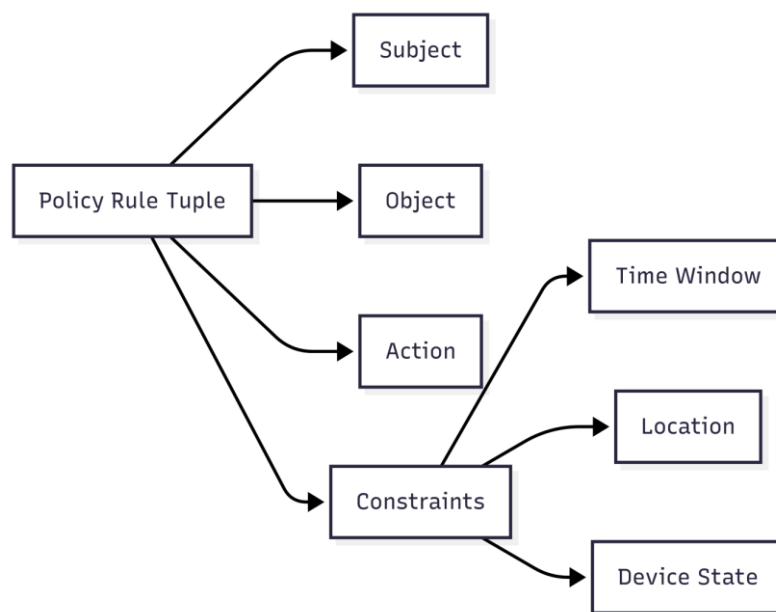 Subject
Policy Rule Tuple
Object
Time Window
Action
Location
Constraints
Device State